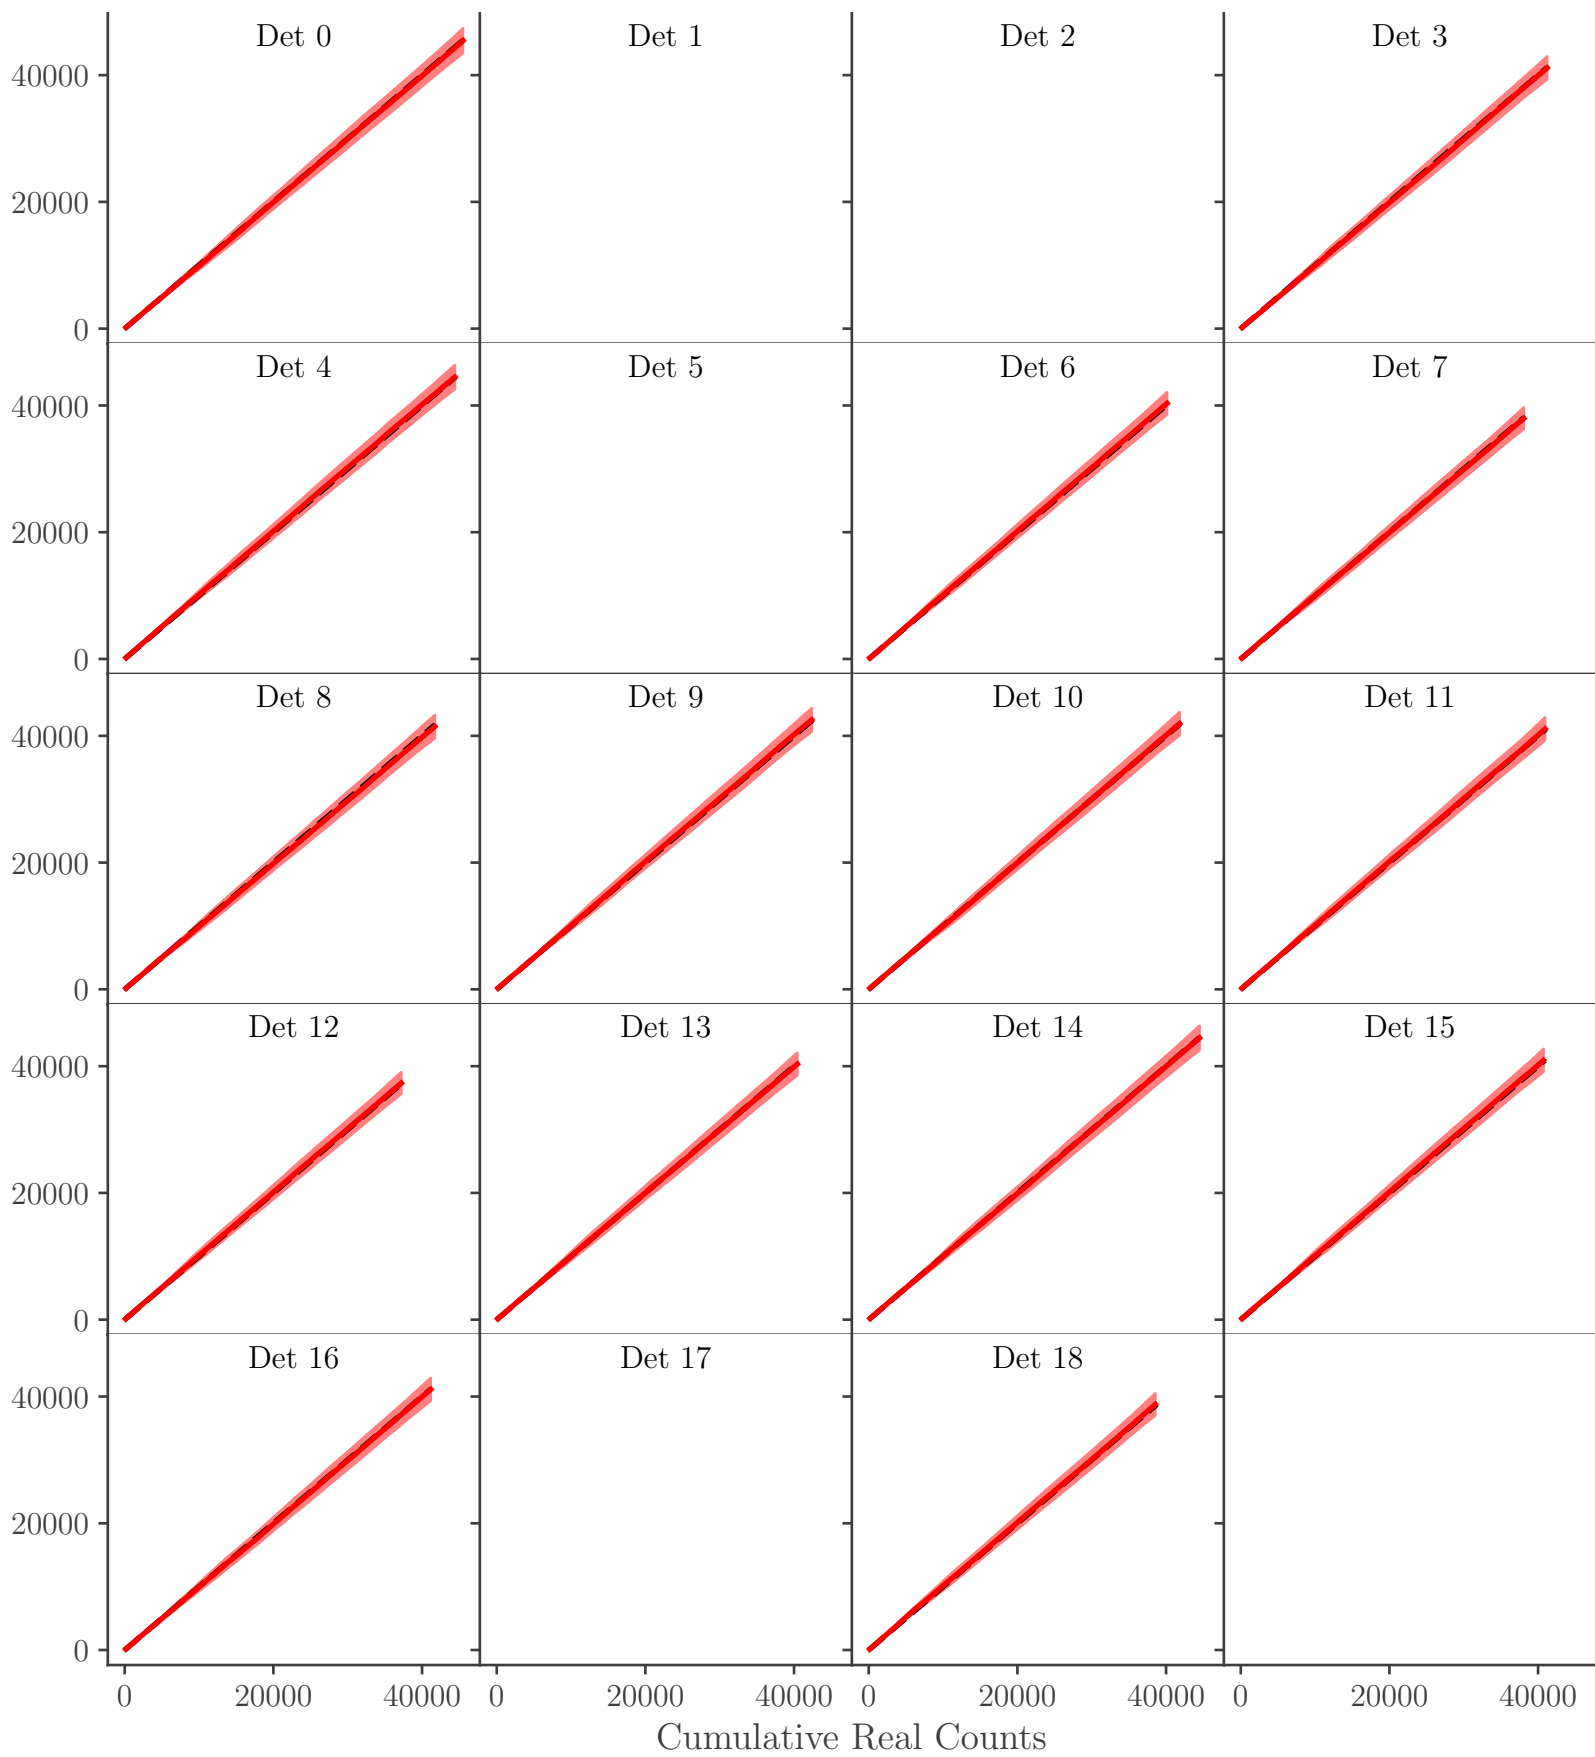 Det 0 Det 1 Det 2 Det 3
40000
20000
0
Det 4 Det 5 Det 6 Det 7
40000
20000
0
Det 8 Det 9 Det 10 Det 11
40000
20000
0
Det 12 Det 13 Det 14 Det 15
40000
20000
0
Det 16 Det 17 Det 18
40000
20000
0
0 20000 40000 0 20000 40000 0 20000 40000 0 20000 40000
Cumulative Real Counts